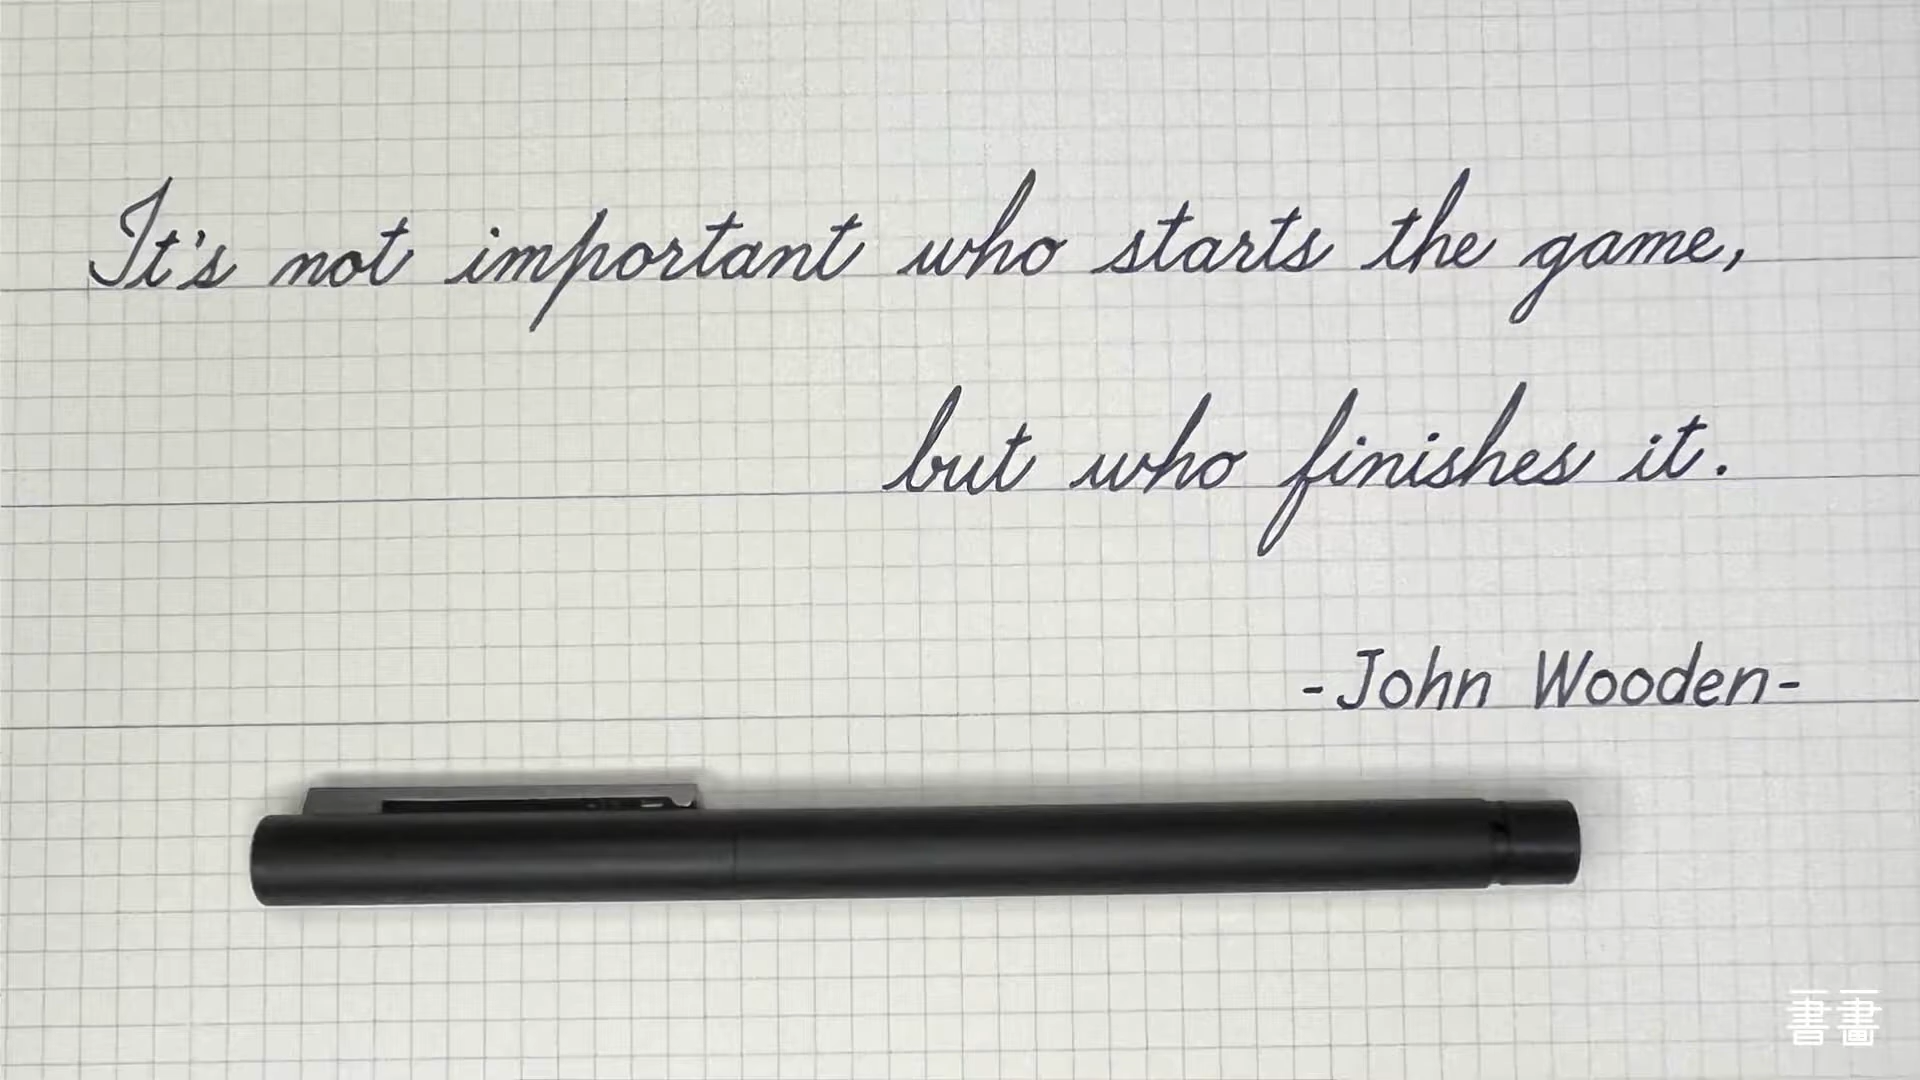 It's not important who starts the game,
but who finishes it.
-John Wooden-
書畫